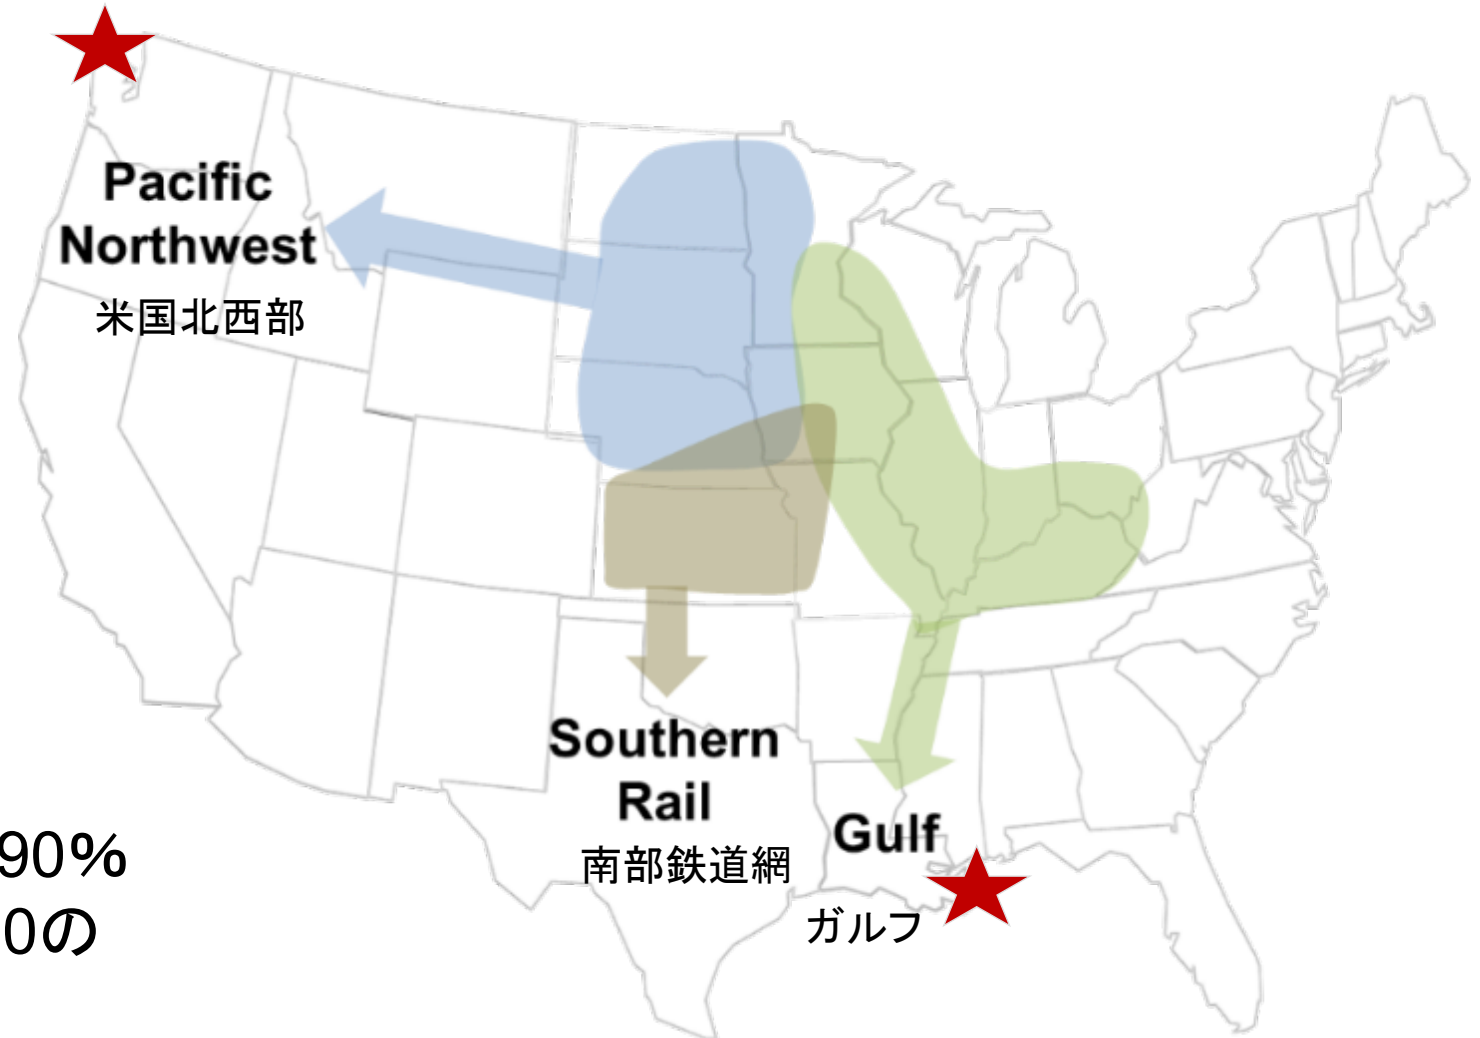 Pacific
Northwest
米国北西部
Southern
Rail
南部鉄道網
Gulf
ガルフ
90%
0の